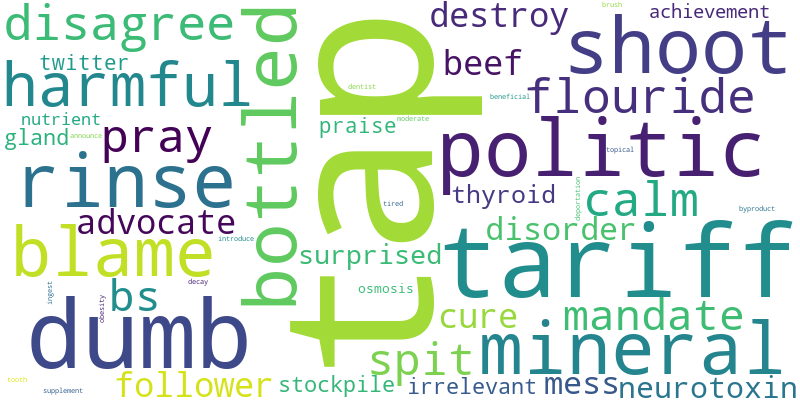 disagree
twitter
harmful
nutrient
gland
announce
pray
rinse
advocate
introduce
blame
ingest
obesity
decay
bs
dumb
tooth
supplement
follower
bottled
tap
dentist
praise
moderate
tired
surprised
osmosis
stockpile
destroy
brush
achievement
beef
shoot
beneficial
flouride
politic
topical
thyroid
deportation
calm
byproduct
disorder
tariff
cure
mandate
mineral
spit
irrelevant
mess
neurotoxin